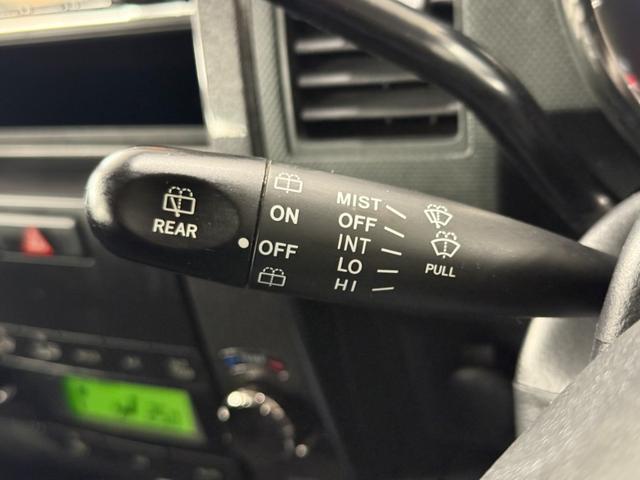 REAR
ON
OFF
MIST
OFF
INT
LO
HI
PULL